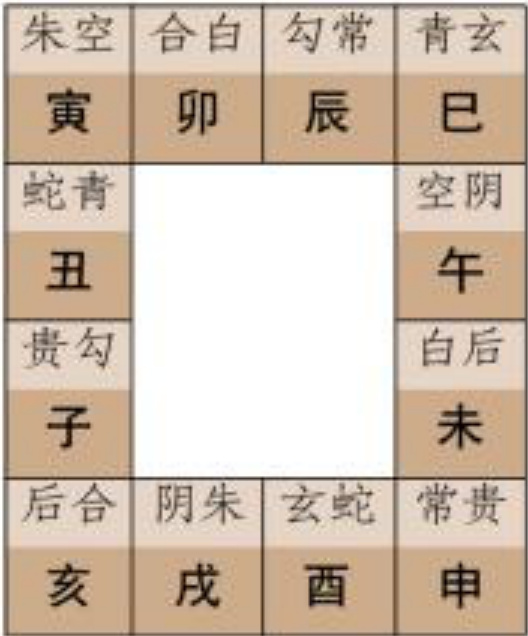 朱空 合白 勾常 青玄
寅 卯 辰 巳
蛇青 空阴
丑 午
贵勾 白后
子 未
后合 阴朱 玄蛇 常贵
亥 戌 酉 申